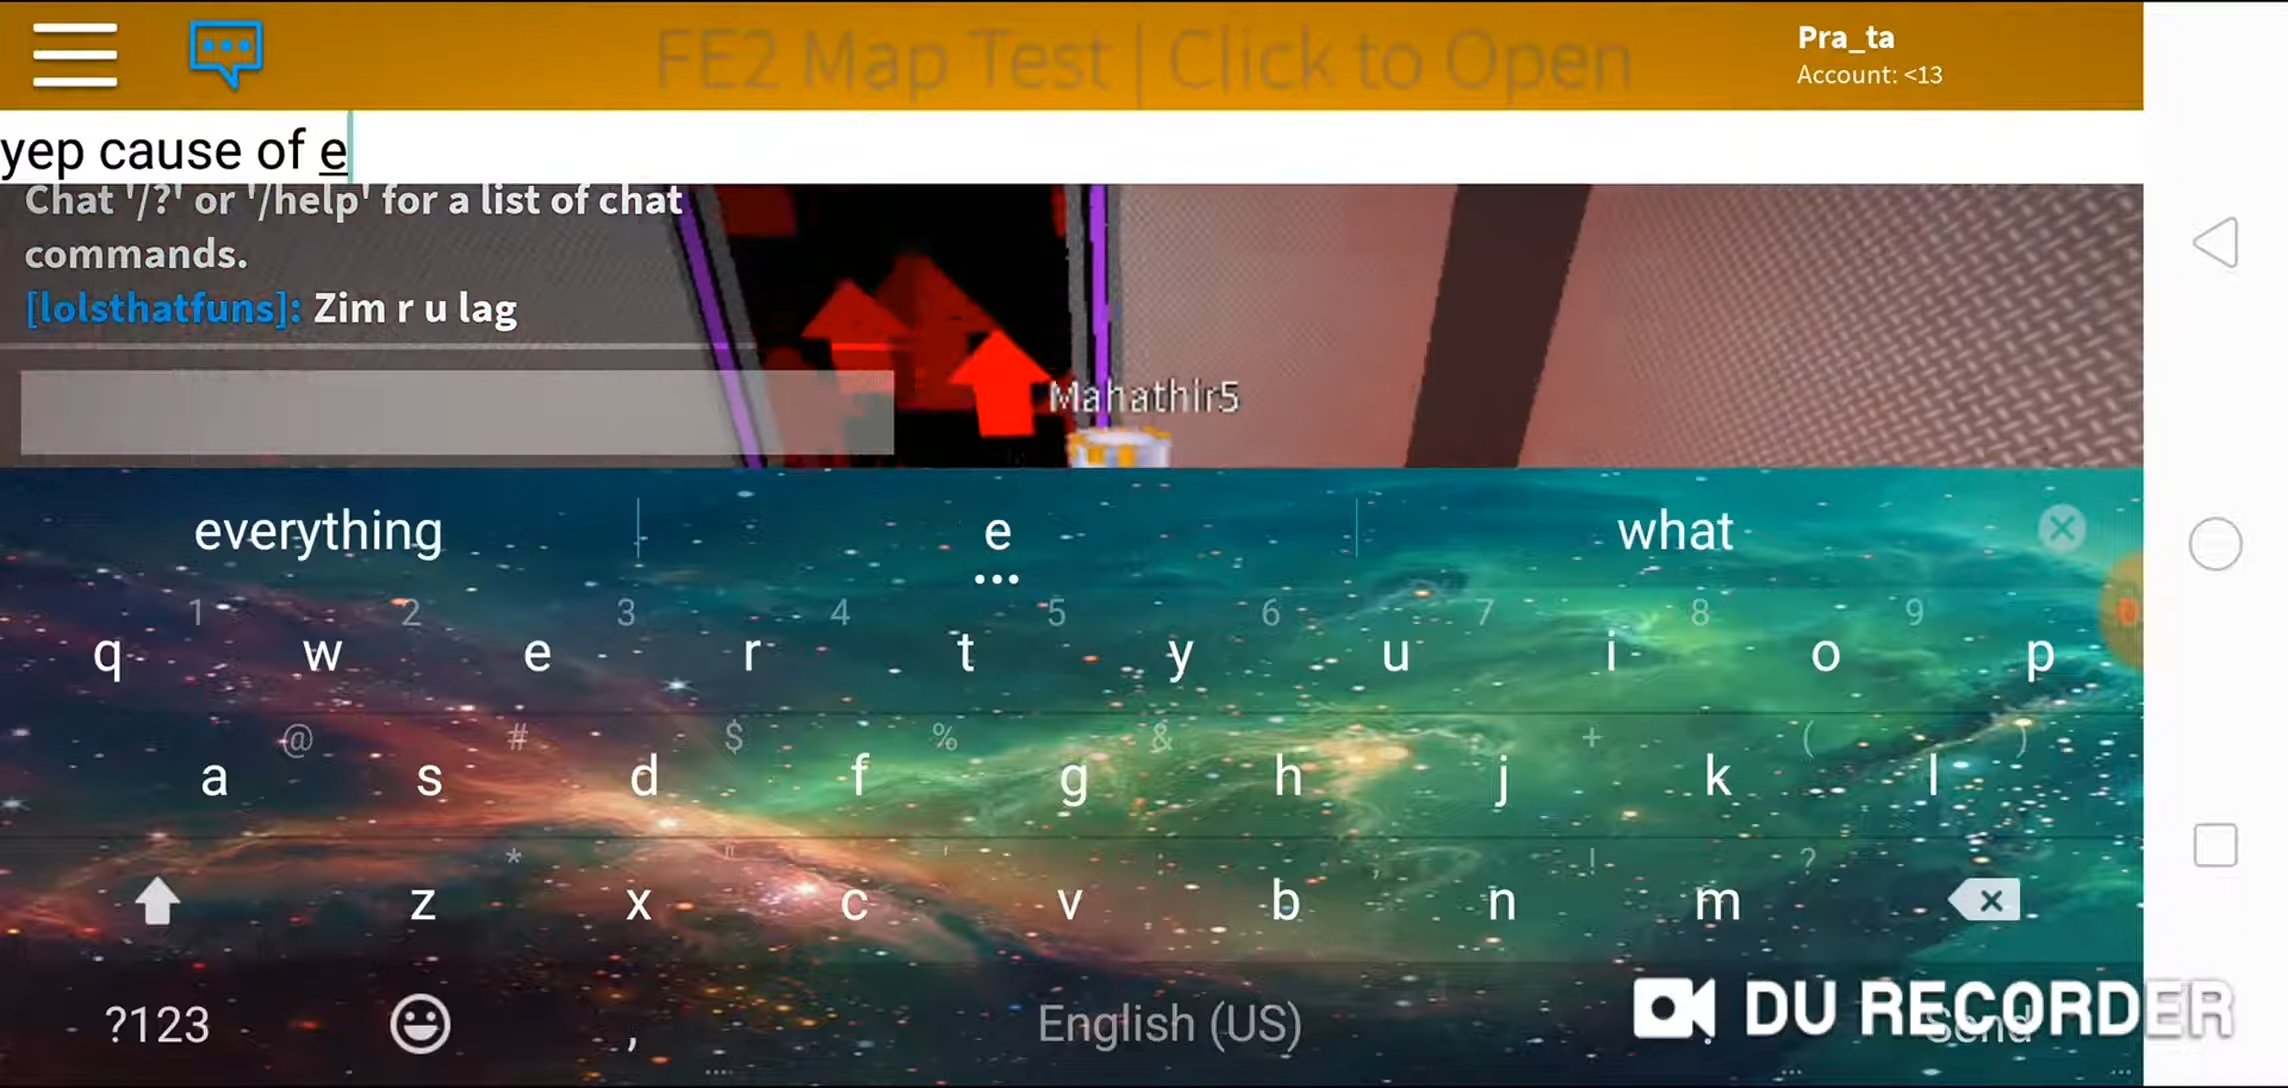 FE2 Map Test | Click to Open
Pra_ta
Account: <13
yep cause of e
Chat '/?' or '/help' for a list of chat
commands.
[lolsthatfuns]: Zim r u lag
Mahathir5
everything
e
what
1 2 3 4 5 6 7 8 9 0
q w e r t y u i o p
@ # $ % & + ( )
a s d f g h j k l
* " ' : ; ! ?
z x c v b n m
?123 , English (US) Send
DU RECORDER